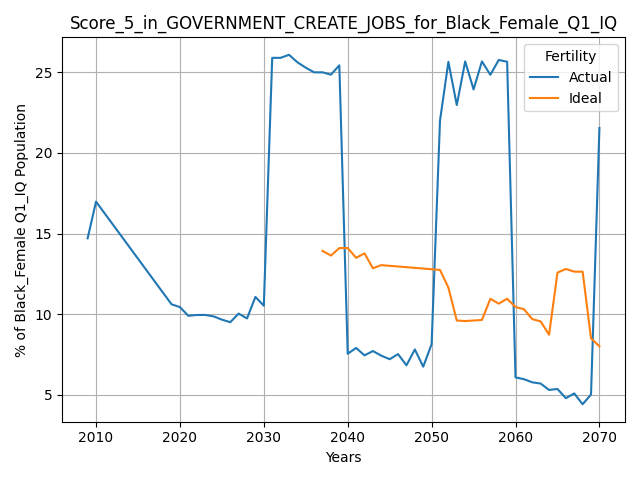 Score_5_in_GOVERNMENT_CREATE_JOBS_for_Black_Female_Q1_IQ
Fertility
Actual
Ideal
% of Black_Female Q1_IQ Population
25
20
15
10
5
2010 2020 2030 2040 2050 2060 2070
Years